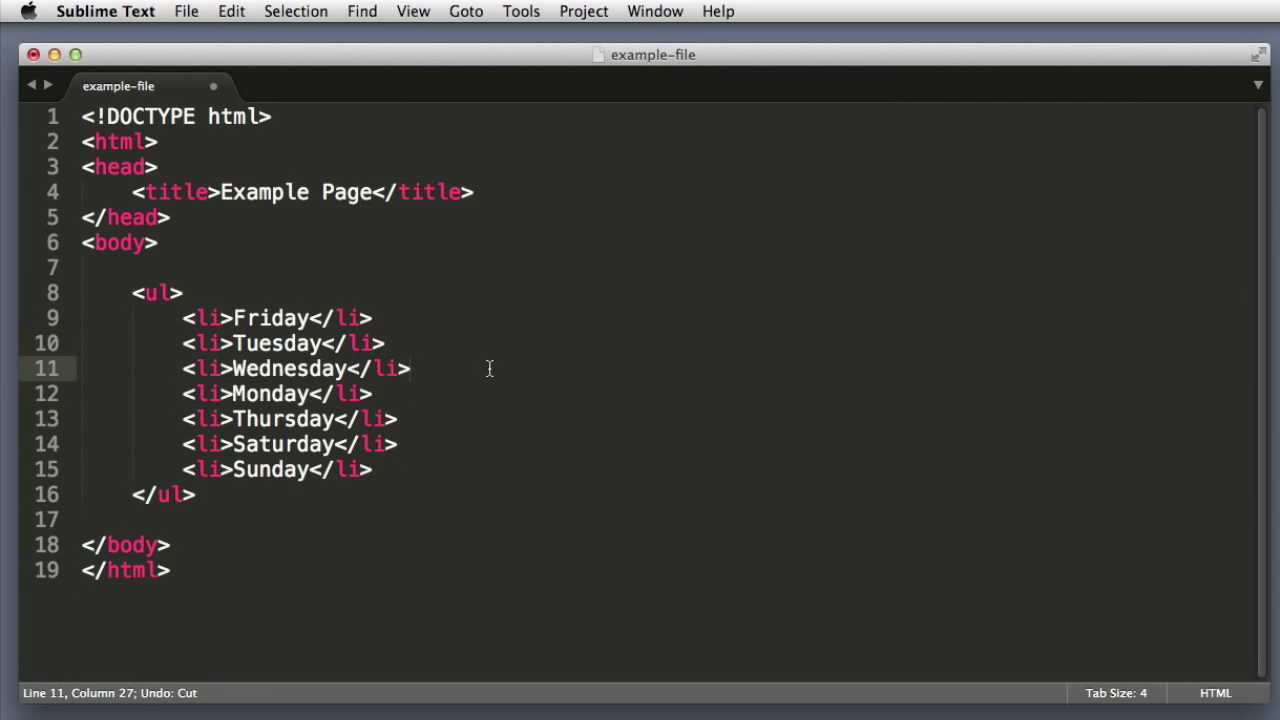 Sublime Text File Edit Selection Find View Goto Tools Project Window Help
example-file
example-file
1 <!DOCTYPE html>
2 <html>
3 <head>
4     <title>Example Page</title>
5 </head>
6 <body>
7
8     <ul>
9         <li>Friday</li>
10         <li>Tuesday</li>
11         <li>Wednesday</li>
12         <li>Monday</li>
13         <li>Thursday</li>
14         <li>Saturday</li>
15         <li>Sunday</li>
16     </ul>
17
18 </body>
19 </html>
Line 11, Column 27; Undo: Cut Tab Size: 4 HTML